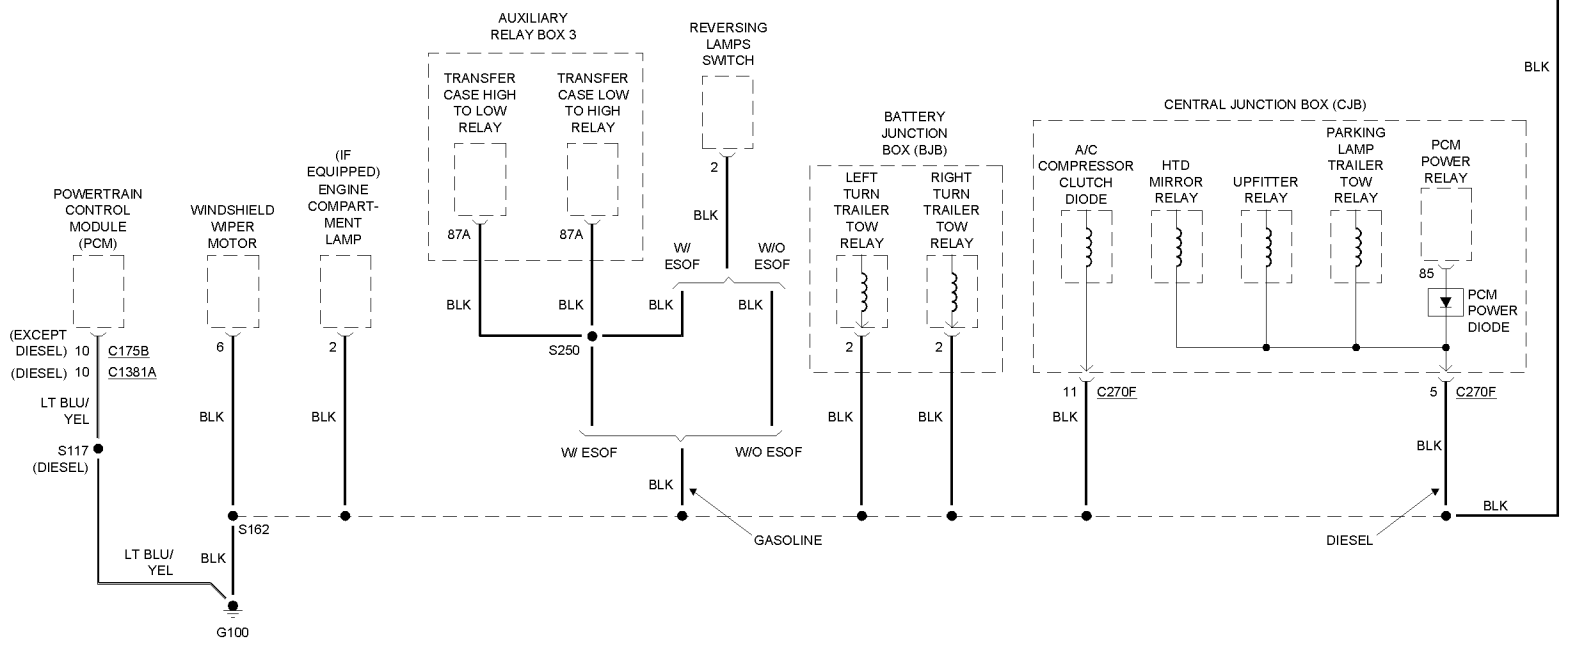 AUXILIARY
RELAY BOX 3
REVERSING
LAMPS
SWITCH
BLK
TRANSFER
CASE HIGH
TO LOW
RELAY
TRANSFER
CASE LOW
TO HIGH
RELAY
CENTRAL JUNCTION BOX (CJB)
BATTERY
JUNCTION
BOX (BJB)
A/C
COMPRESSOR
CLUTCH
DIODE
HTD
MIRROR
RELAY
UPFITTER
RELAY
PARKING
LAMP
TRAILER
TOW
RELAY
PCM
POWER
RELAY
(IF
EQUIPPED)
ENGINE
COMPART-
MENT
LAMP
2
LEFT
TURN
TRAILER
TOW
RELAY
RIGHT
TURN
TRAILER
TOW
RELAY
POWERTRAIN
CONTROL
MODULE
(PCM)
WINDSHIELD
WIPER
MOTOR
87A
87A
BLK
W/
ESOF
W/O
ESOF
85
PCM
POWER
DIODE
BLK
BLK
BLK
BLK
(EXCEPT
DIESEL) 10 C175B
(DIESEL) 10 C1381A
6
2
S250
2
2
11 C270F
5 C270F
LT BLU/
YEL
BLK
BLK
BLK
BLK
BLK
BLK
S117
(DIESEL)
W/ ESOF
W/O ESOF
BLK
BLK
S162
GASOLINE
DIESEL
LT BLU/
YEL
BLK
G100